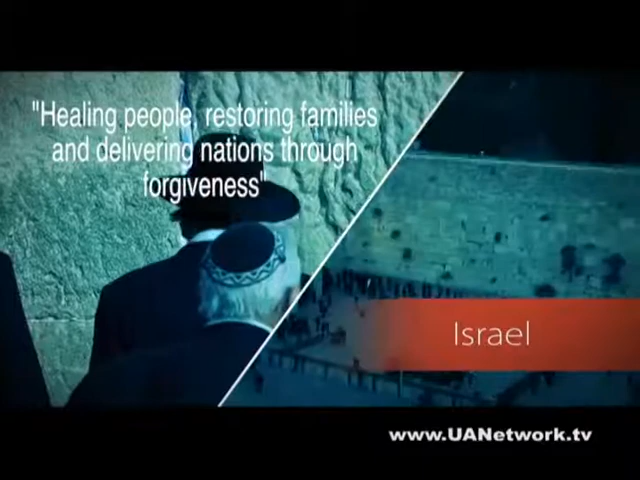 "Healing people, restoring families
and delivering nations through
forgiveness"
Israel
www.UANetwork.tv